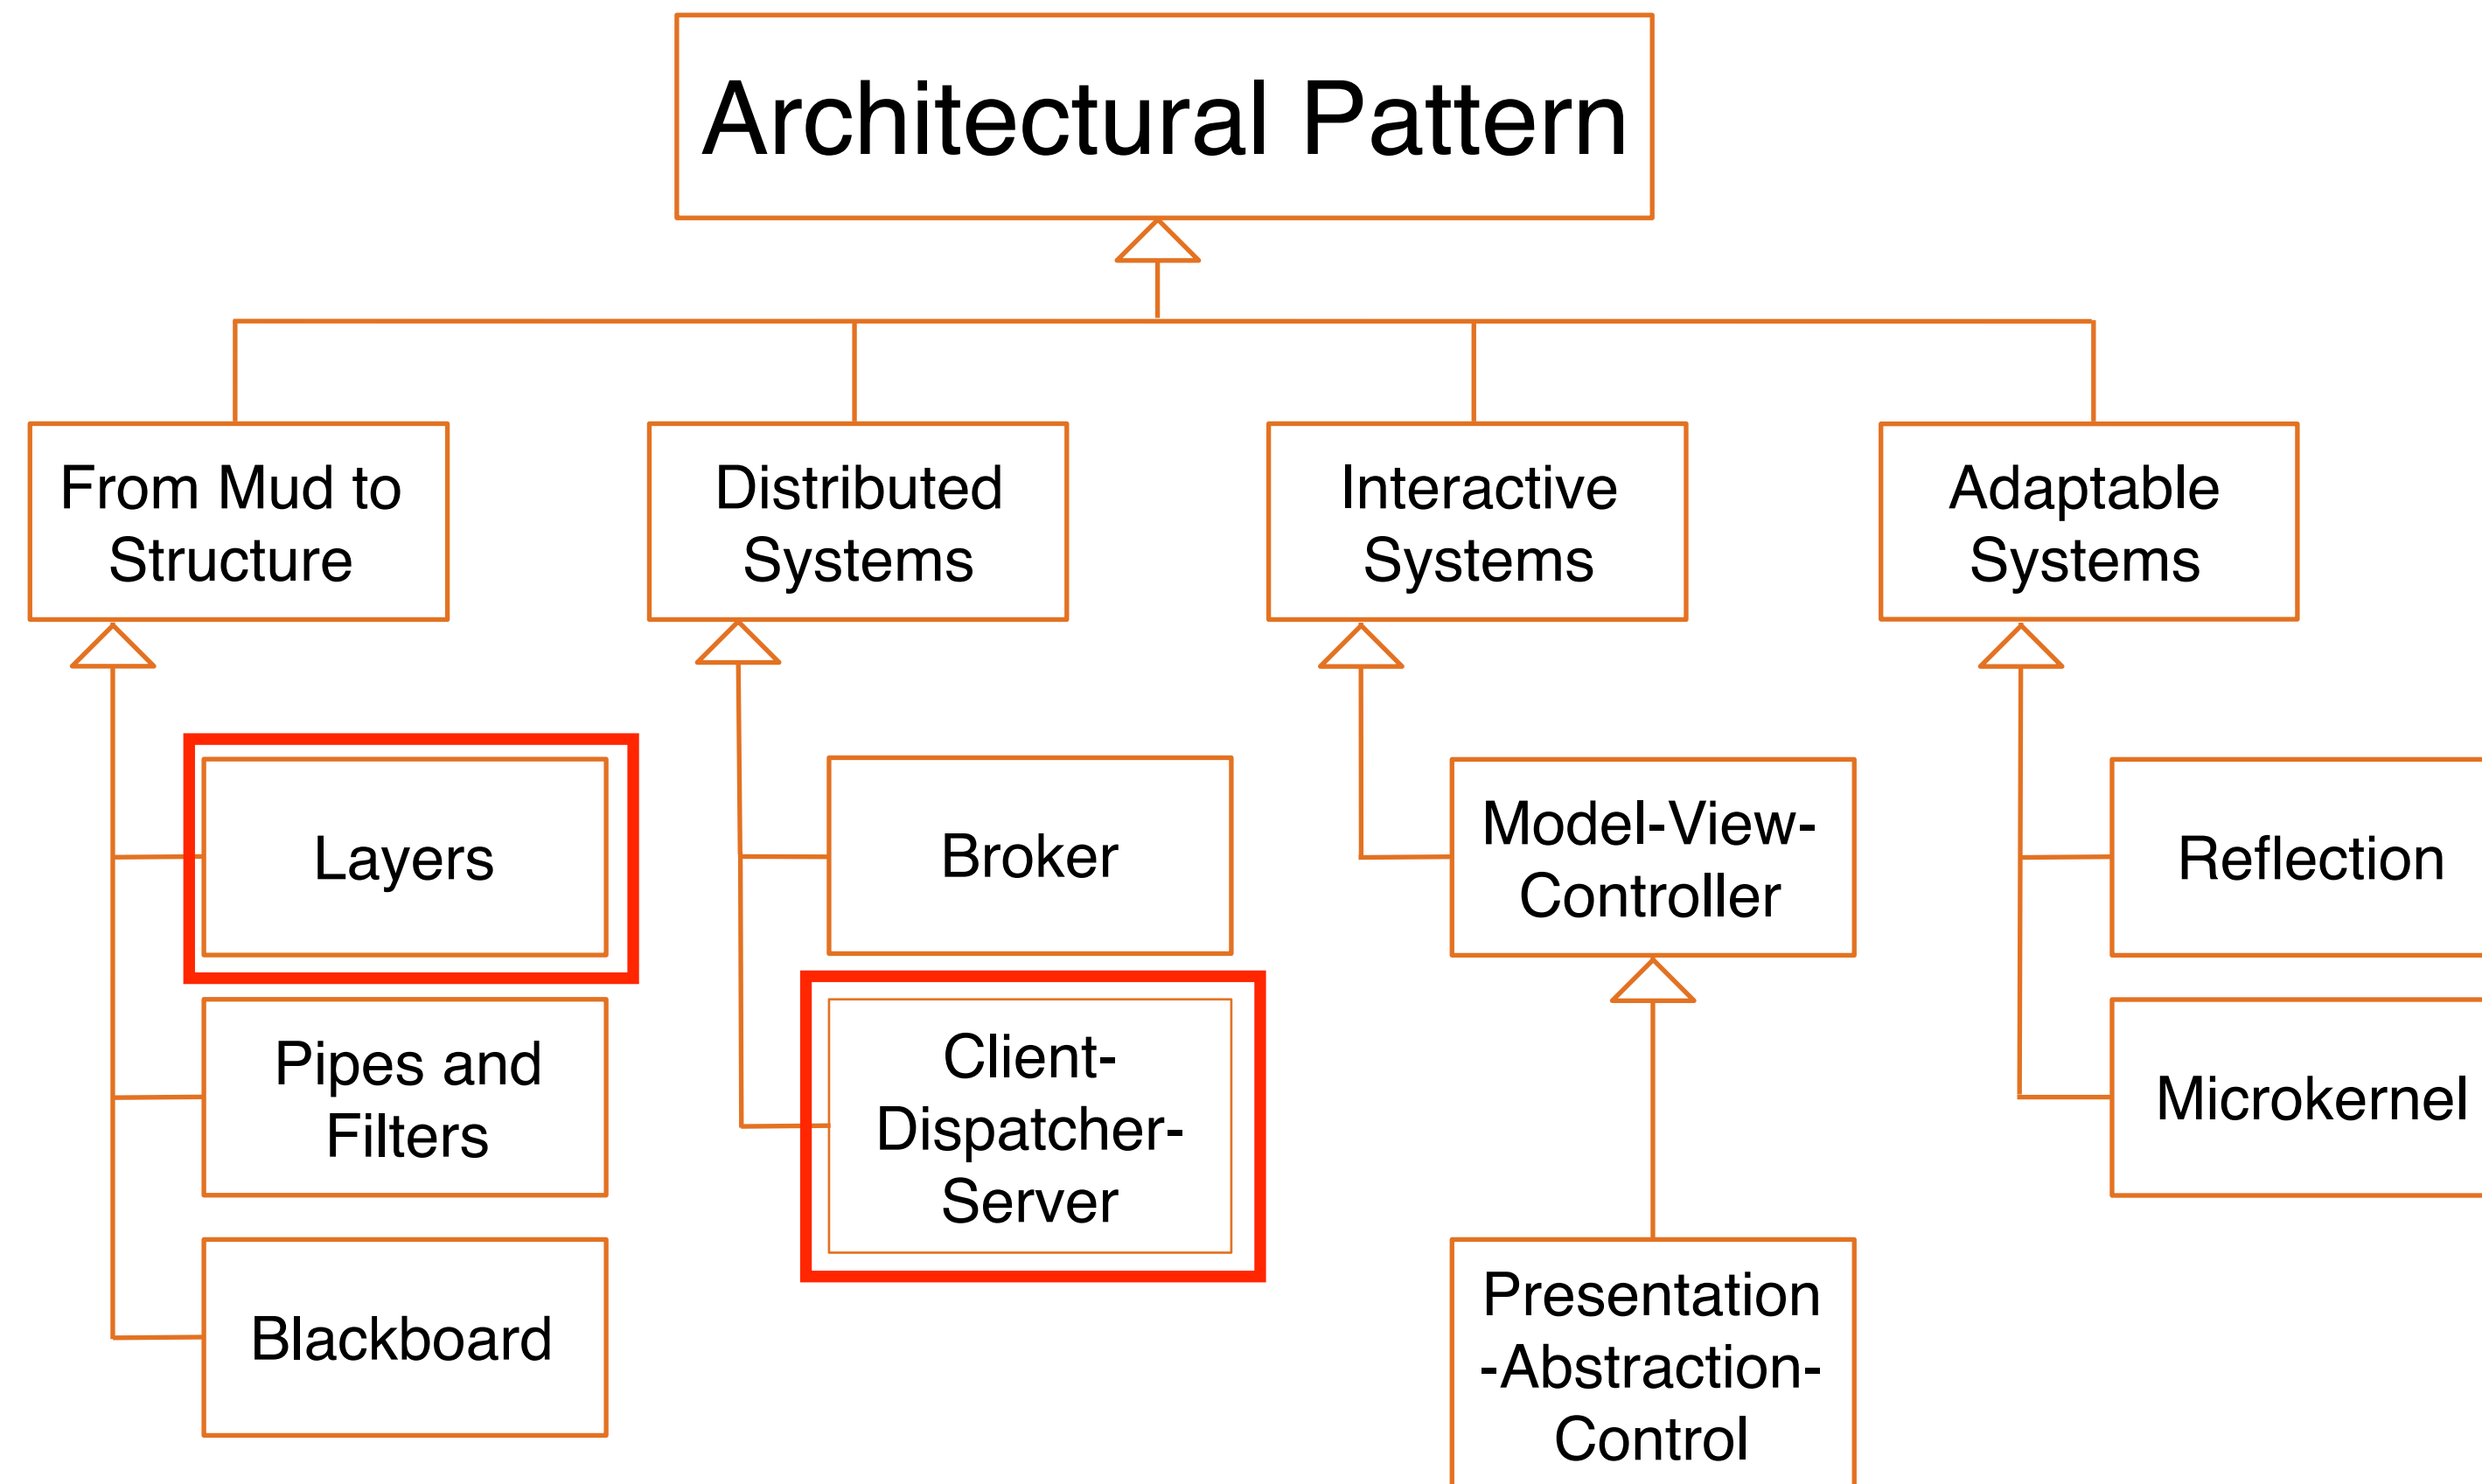 Architectural Pattern
From Mud to
Structure
Distributed
Systems
Interactive
Systems
Adaptable
Systems
Layers
Broker
Model-View-
Controller
Reflection
Pipes and
Filters
Client-
Dispatcher-
Server
Microkernel
Blackboard
Presentation
-Abstraction-
Control